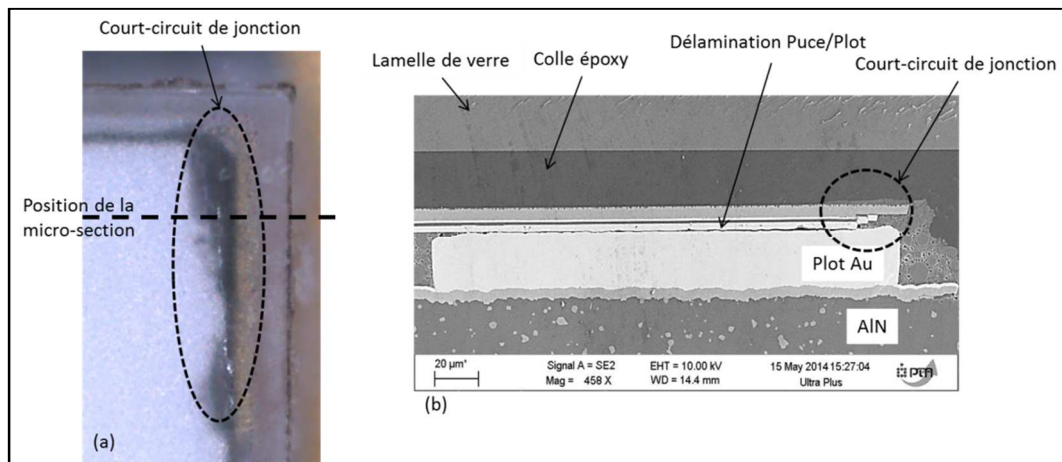 Court-circuit de
jonction
Position de la
micro-section
(a)
Délamination Puce/Plot
Lamelle de verre
Colle époxy
Court-circuit de
jonction
Plot Au
AlN
20 µm*
Signal A = SE2
EHT = 10.00 kV
15 May 2014 15:27:04
Mag = 458 X
WD = 14.4 mm
Ultra Plus
(b)